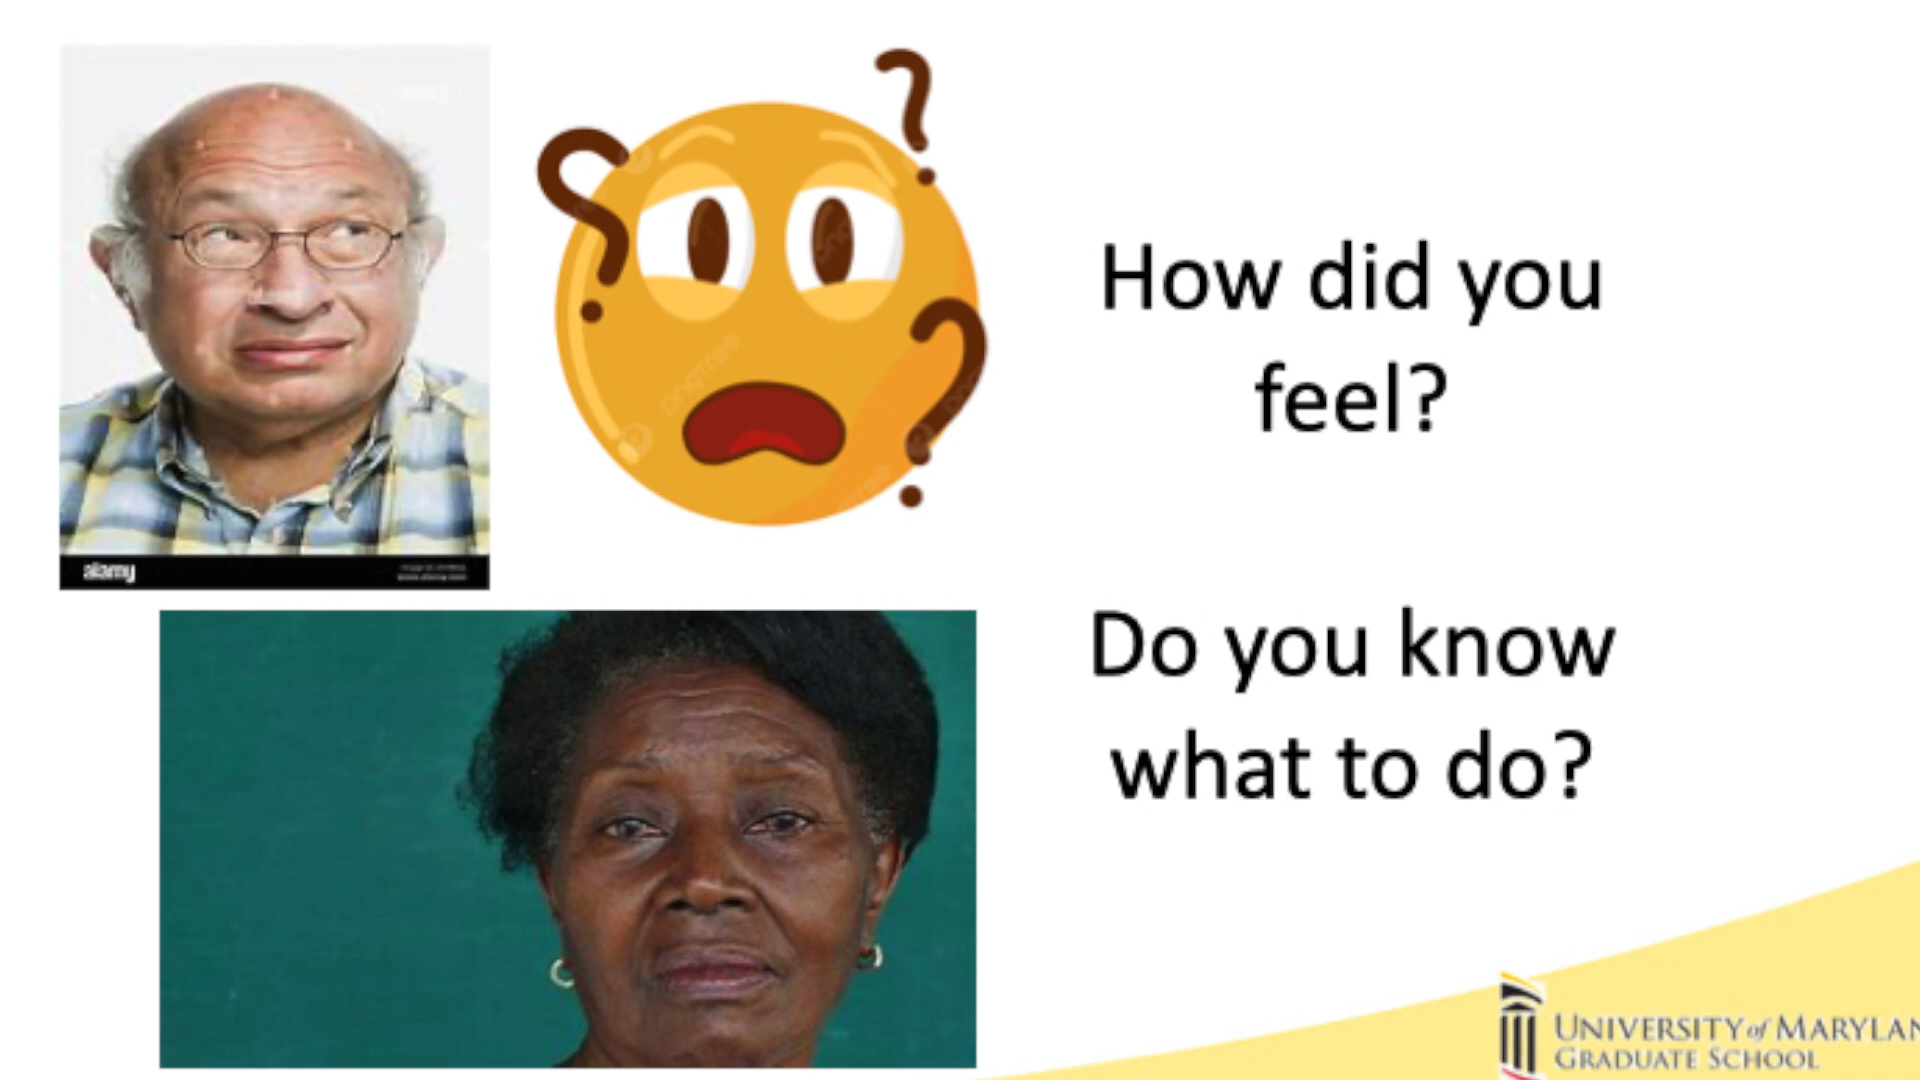 How did you
feel?
Do you know
what to do?
alamy
UNIVERSITY of MARYLAN
GRADUATE SCHOOL